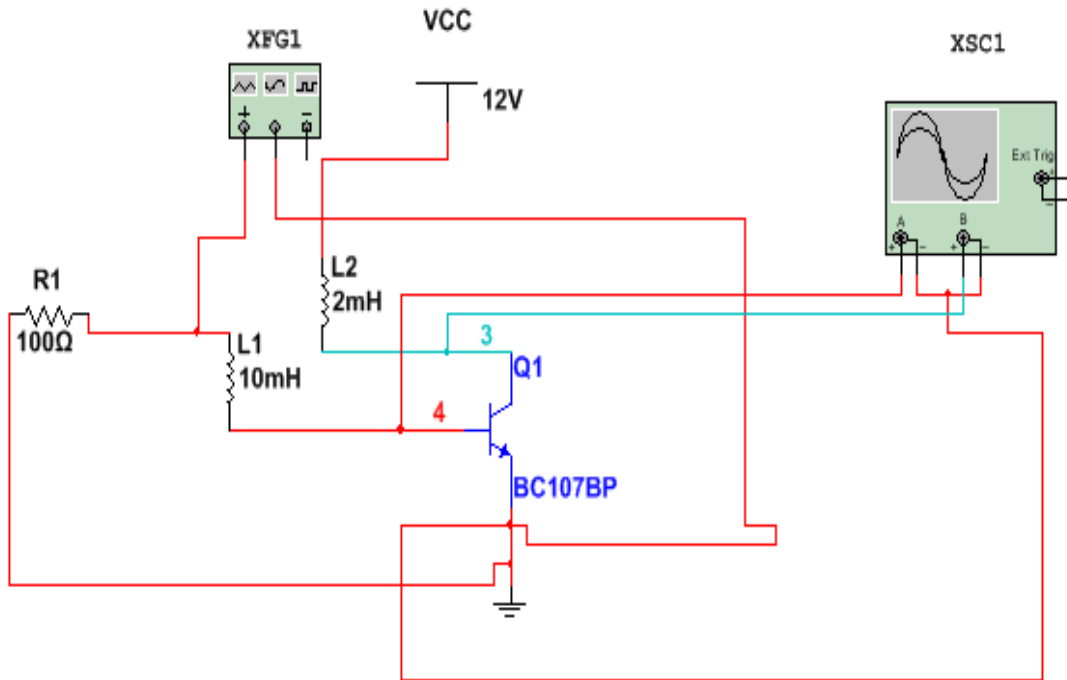 VCC
XFG1
XSC1
12V
+
−
Ext Trig
+
−
A
B
+
−
+
−
R1
100Ω
L2
2mH
L1
10mH
3
Q1
4
BC107BP